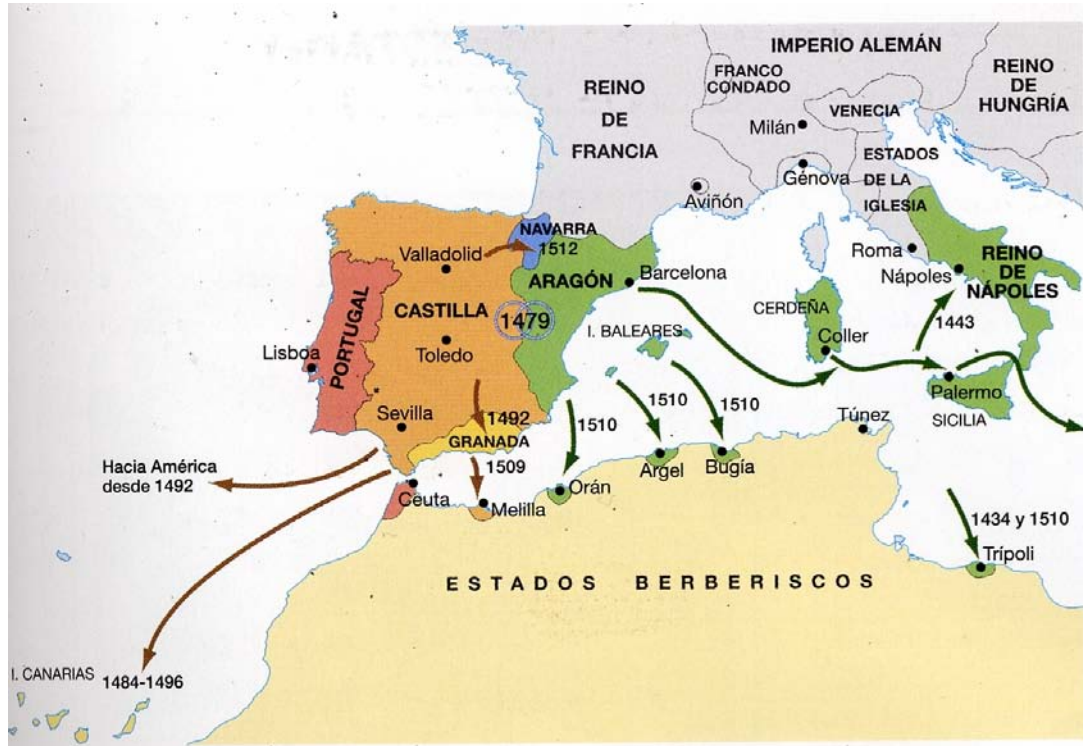 IMPERIO ALEMÁN
FRANCO
CONDADO
REINO
DE
HUNGRÍA
REINO
DE
FRANCIA
VENECIA
Milán
ESTADOS
DE LA
IGLESIA
Génova
Aviñón
NAVARRA
1512
Valladolid
ARAGÓN
Barcelona
Roma
Nápoles
REINO
DE
NÁPOLES
PORTUGAL
CASTILLA
1479
CERDEÑA
I. BALEARES
Coller
1443
Lisboa
Toledo
Palermo
SICILIA
Sevilla
1492
GRANADA
1510
1510
1510
Túnez
1509
Hacia América
desde 1492
Ceuta
Melilla
Orán
Argel
Bugía
1434 y 1510
Trípoli
ESTADOS BERBERISCOS
I. CANARIAS
1484-1496